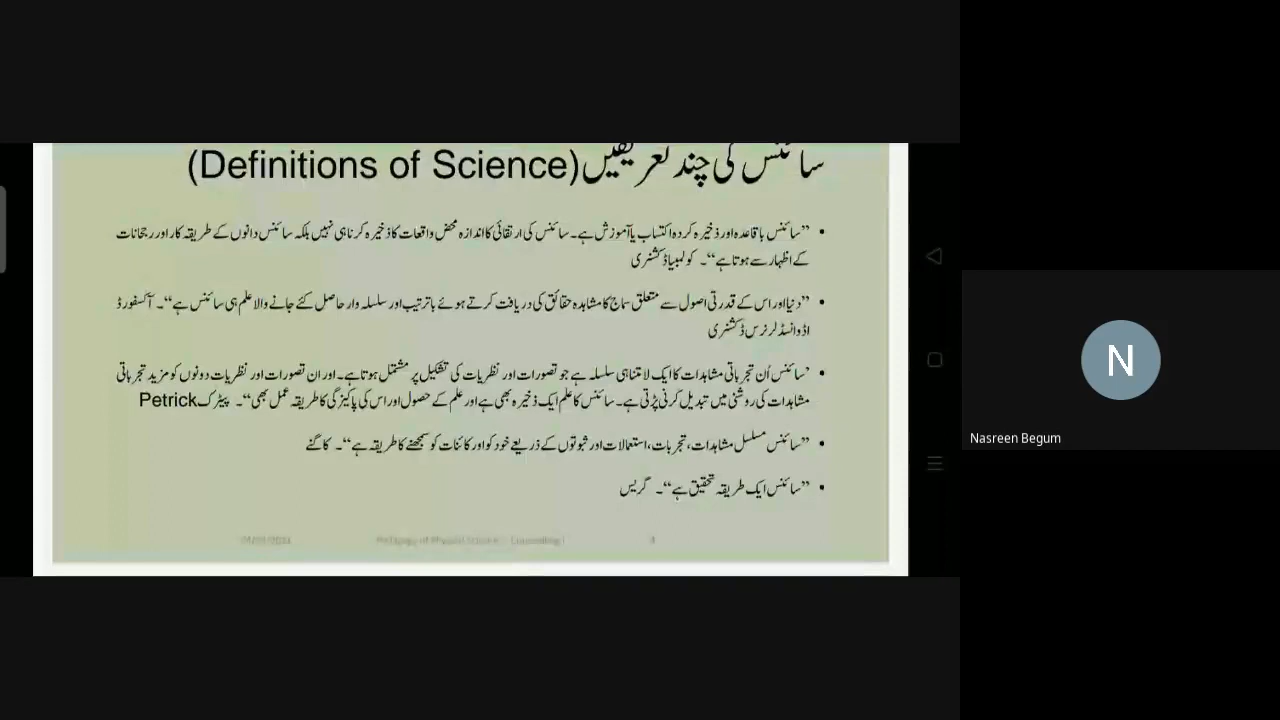 سائنس کی چند تعریفیں (Definitions of Science)
• ”سائنس باقاعدہ اور ذخیرہ کردہ اکتساب یا آموزش ہے۔ سائنس کی ارتقائی کا اندازہ محض واقعات کا ذخیرہ کرنا ہی نہیں بلکہ سائنس دانوں کے طریقہ کار اور رجحانات
کے اظہار سے ہوتا ہے“۔ کولمبیا ڈکشنری
• ”دنیا اور اس کے قدرتی اصول سے متعلق سماج کا مشاہدہ حقائق کی دریافت کرتے ہوئے باترتیب اور سلسلہ وار حاصل کئے جانے والا علم ہی سائنس ہے“۔ آکسفورڈ
اڈوانسڈ لرنرس ڈکشنری
• ’سائنس اُن تجرباتی مشاہدات کا ایک لامتناہی سلسلہ ہے جو تصورات اور نظریات کی تشکیل پر مشتمل ہوتا ہے۔ اور ان تصورات اور نظریات دونوں کو مزید تجرباتی
مشاہدات کی روشنی میں تبدیل کرنی پڑتی ہے۔ سائنس کا علم ایک ذخیرہ بھی ہے اور علم کے حصول اور اس کی پاکیزگی کا طریقہ عمل بھی“۔ پیٹرک Petrick
• ”سائنس مسلسل مشاہدات، تجربات، استعمالات اور ثبوتوں کے ذریعے خود کو اور کائنات کو سمجھنے کا طریقہ ہے“۔ کاگنے
• ”سائنس ایک طریقہ تحقیق ہے“۔ گریس
Pedagogy of Physical Science - Counselling I
N
Nasreen Begum